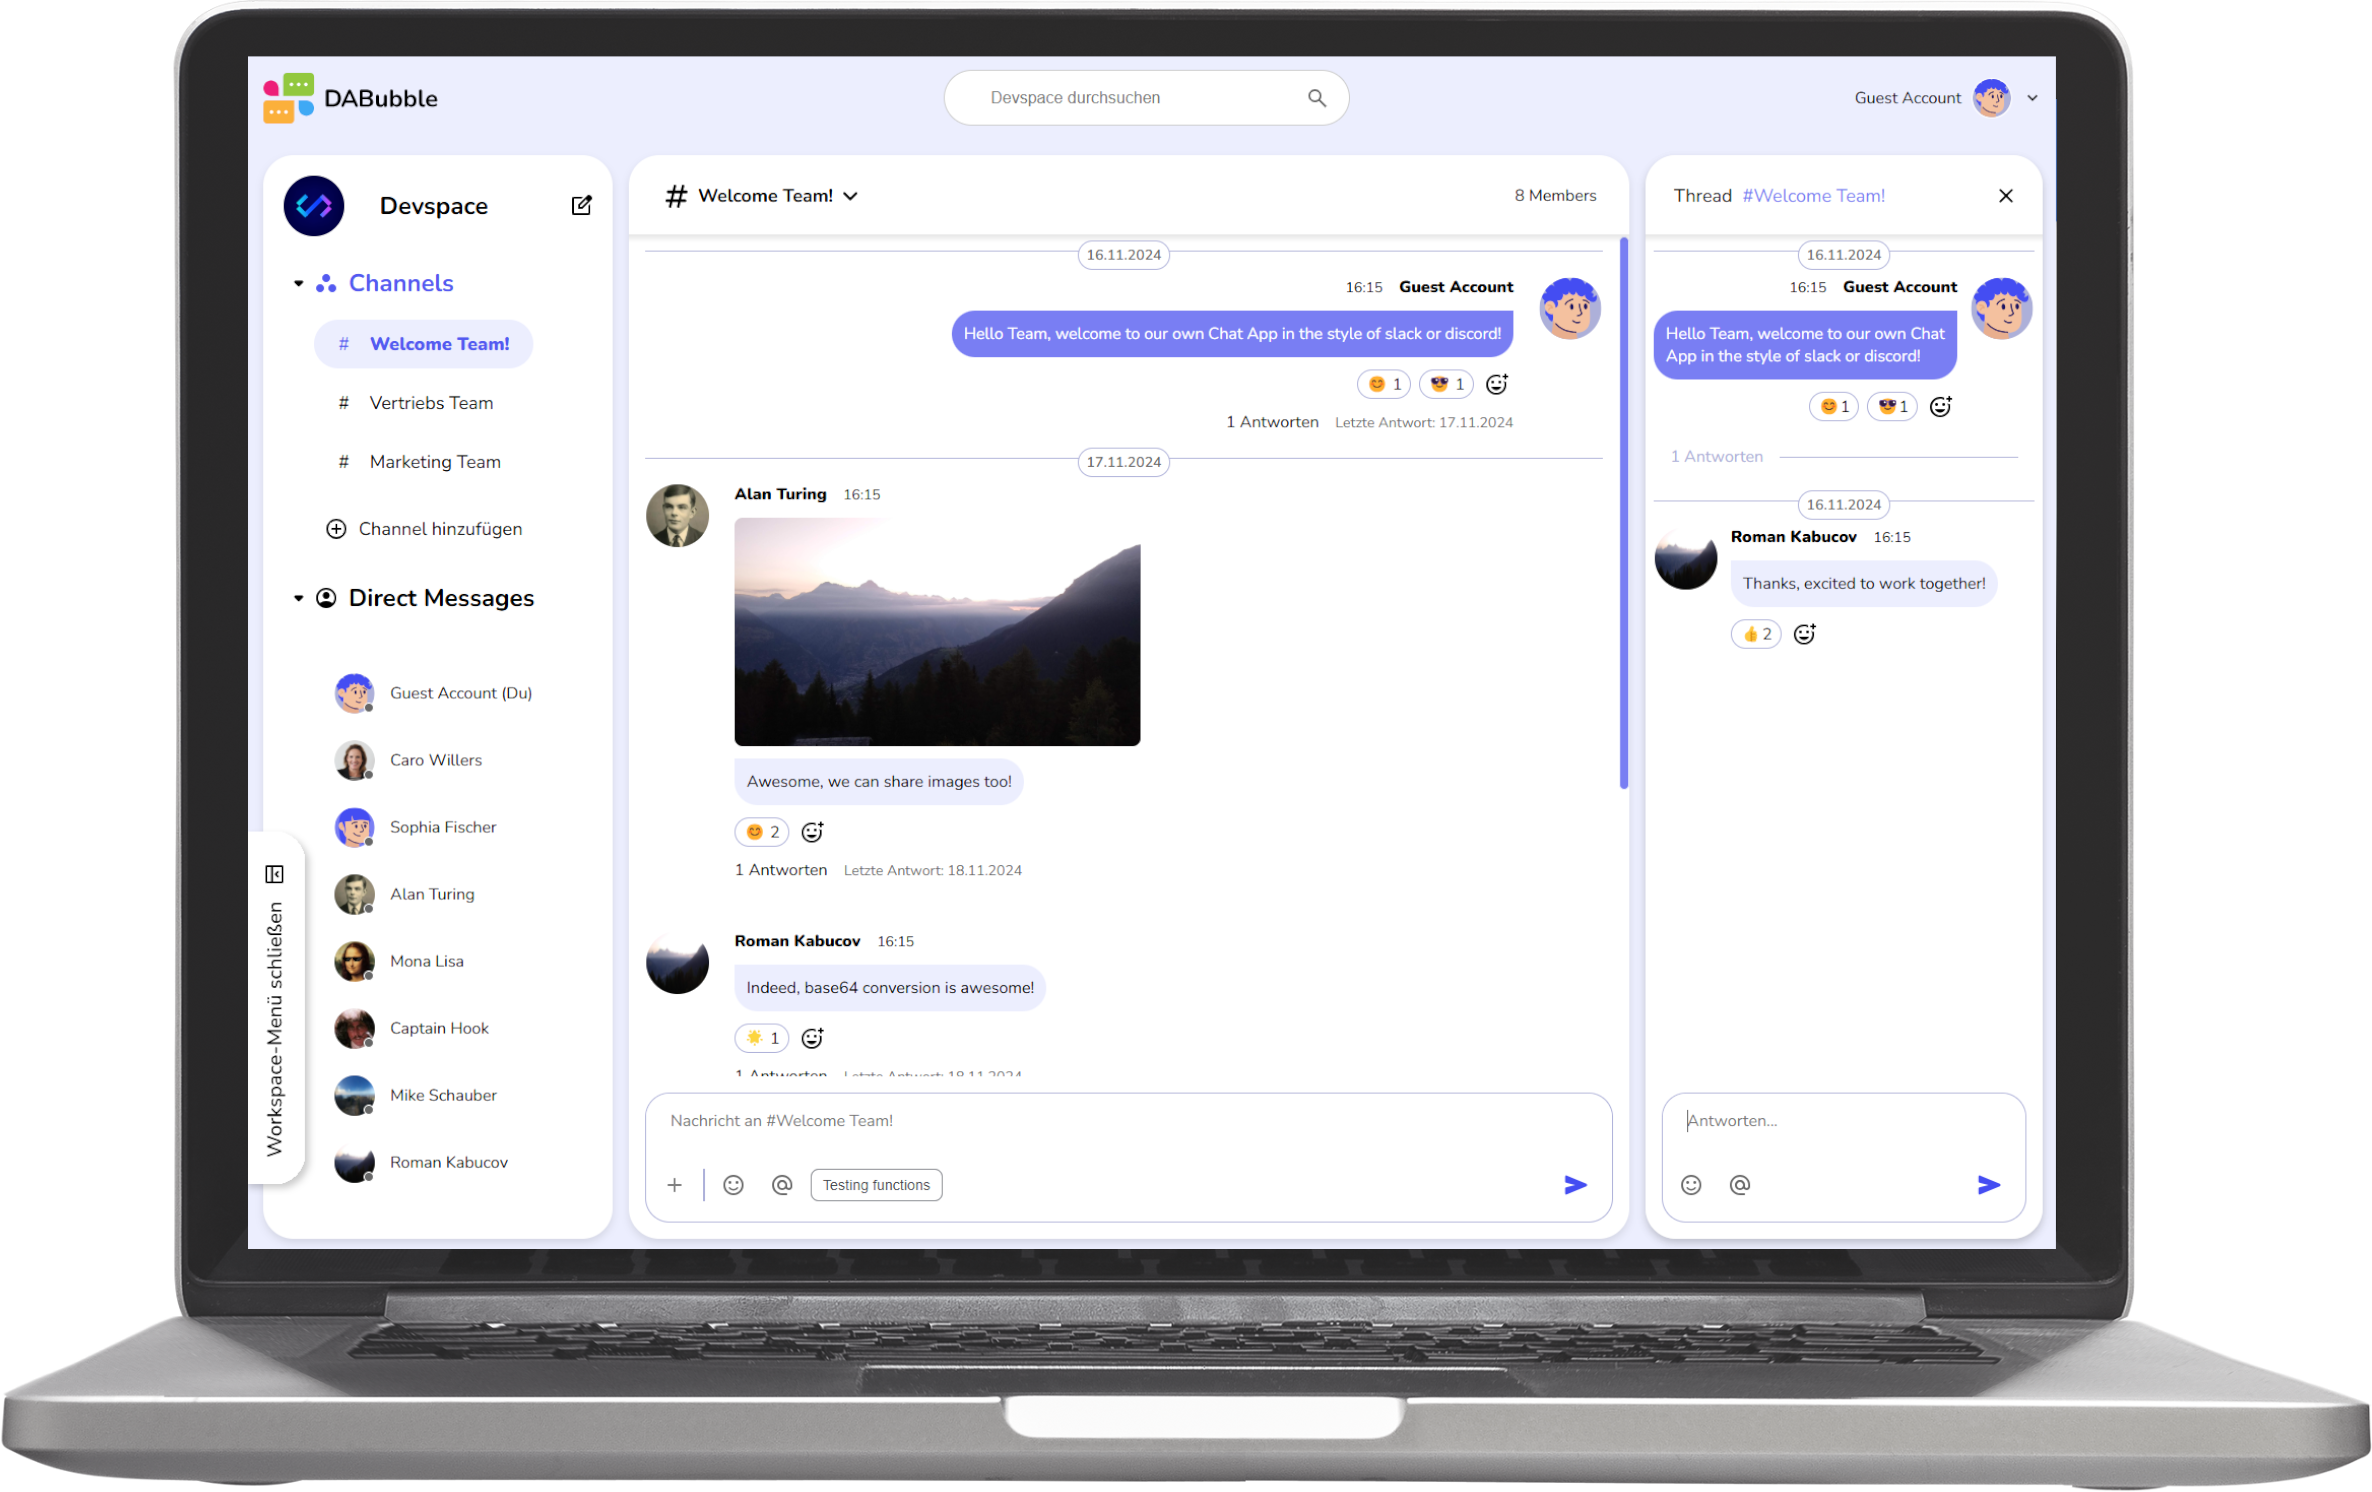 DABubble
Devspace durchsuchen
Guest Account
Devspace
Channels
# Welcome Team!
# Vertriebs Team
# Marketing Team
Channel hinzufügen
Direct Messages
Guest Account (Du)
Caro Willers
Sophia Fischer
Alan Turing
Mona Lisa
Captain Hook
Mike Schauber
Roman Kabucov
Workspace-Menü schließen
# Welcome Team!
8 Members
16.11.2024
16:15 Guest Account
Hello Team, welcome to our own Chat App in the style of slack or discord!
😊 1 😎 1
1 Antworten Letzte Antwort: 17.11.2024
17.11.2024
Alan Turing 16:15
Awesome, we can share images too!
😊 2
1 Antworten Letzte Antwort: 18.11.2024
Roman Kabucov 16:15
Indeed, base64 conversion is awesome!
🌟 1
1 Antworten Letzte Antwort: 18.11.2024
Nachricht an #Welcome Team!
@ Testing functions
Thread #Welcome Team!
16.11.2024
16:15 Guest Account
Hello Team, welcome to our own Chat
App in the style of slack or discord!
😊 1 😎 1
1 Antworten
16.11.2024
Roman Kabucov 16:15
Thanks, excited to work together!
👍 2
Antworten...
@